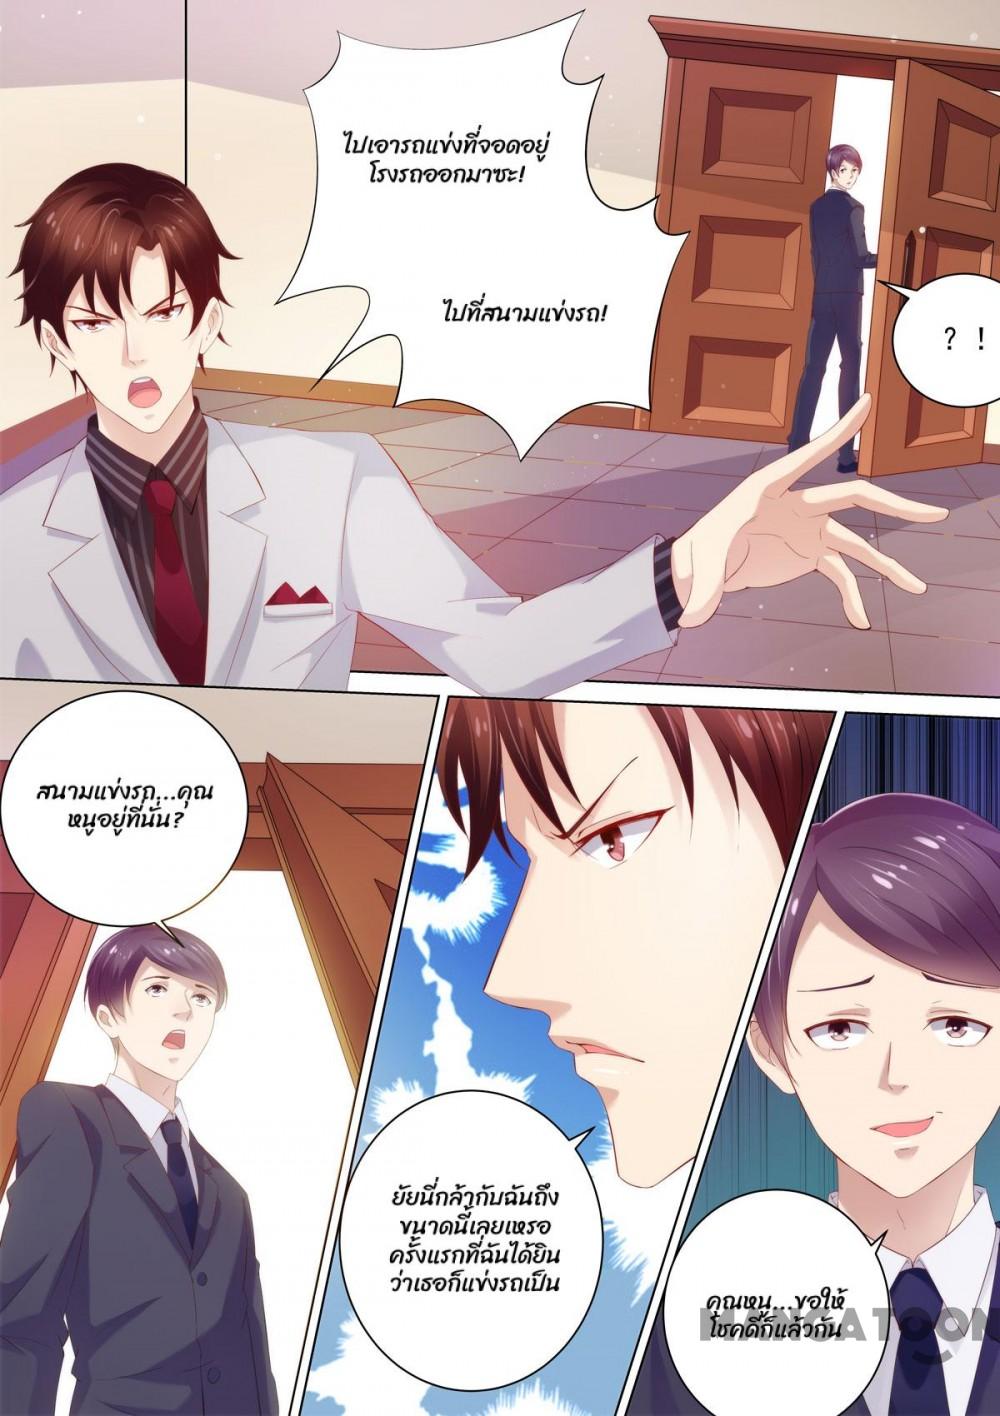 ไปเอารถแข่งที่จอดอยู่
โรงรถออกมาซะ!
ไปที่สนามแข่งรถ!
? !
สนามแข่งรถ...คุณ
หนูอยู่ที่นั่น?
ยัยนี่กล้ากับฉันถึง
ขนาดนี้เลยเหรอ
ครั้งแรกที่ฉันได้ยิน
ว่าเธอก็แข่งรถเป็น
คุณหนู...ขอให้
โชคดีก็แล้วกัน
MANGATOON